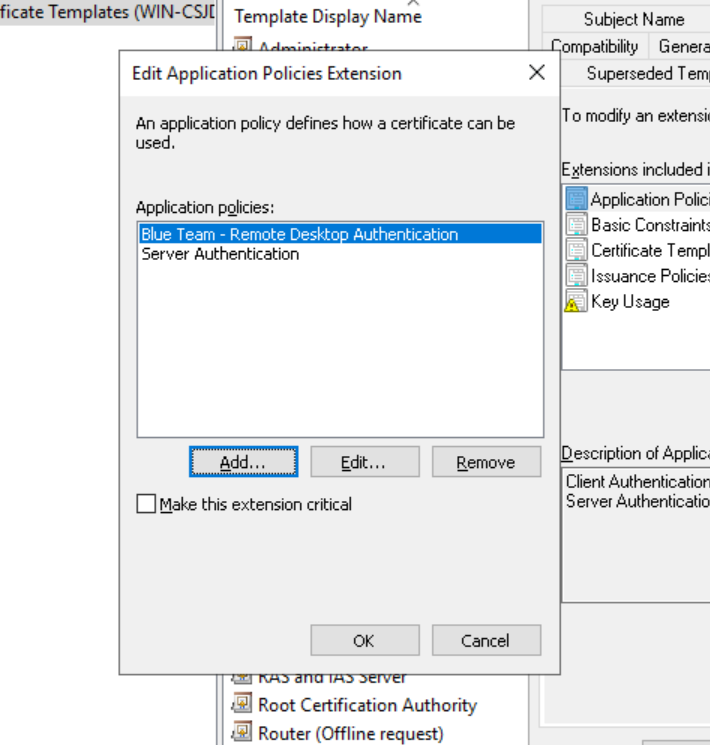 ficate Templates (WIN-CSJD
Template Display Name
Administrator
Subject Name
Compatibility
Genera
Superseded Temp
Edit Application Policies Extension
An application policy defines how a certificate can be
used.
Application policies:
Blue Team - Remote Desktop Authentication
Server Authentication
Add...
Edit...
Remove
Make this extension critical
OK
Cancel
To modify an extensi
Extensions included i
Application Polici
Basic Constraints
Certificate Templ
Issuance Policies
Key Usage
Description of Applica
Client Authentication
Server Authenticatio
RAS and IAS Server
Root Certification Authority
Router (Offline request)